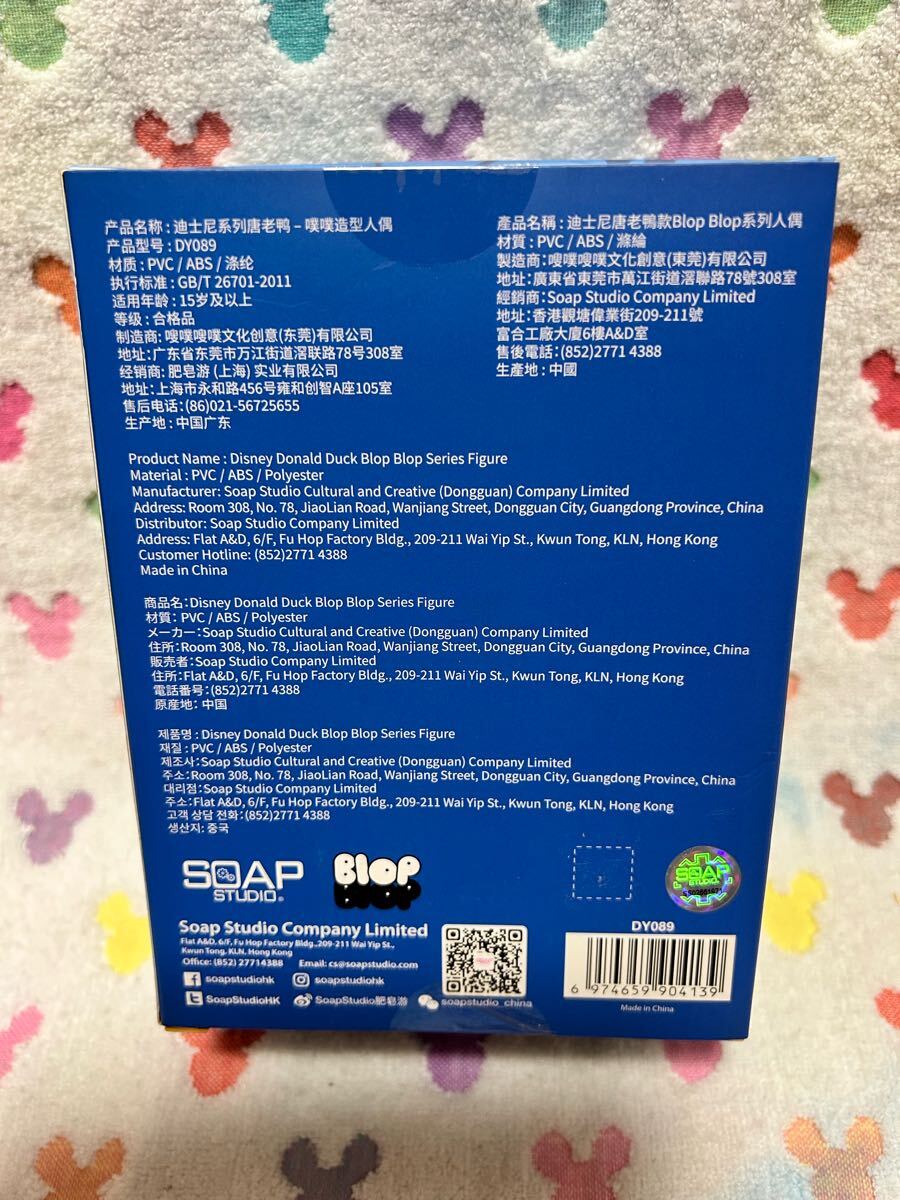 产品名称：迪士尼系列唐老鸭 – 噗噗造型人偶
产品型号：DY089
材质：PVC / ABS / 涤纶
执行标准：GB/T 26701-2011
适用年龄：15岁及以上
等级：合格品
制造商：嗖噗嗖噗文化创意(东莞)有限公司
地址：广东省东莞市万江街道滘联路78号308室
经销商：肥皂游 (上海) 实业有限公司
地址：上海市永和路456号雍和创智A座105室
售后电话：(86)021-56725655
生产地：中国广东
產品名稱：迪士尼唐老鴨款Blop Blop系列人偶
材質：PVC / ABS / 滌綸
製造商：嗖噗嗖噗文化創意(東莞)有限公司
地址：廣東省東莞市萬江街道滘聯路78號308室
經銷商：Soap Studio Company Limited
地址：香港觀塘偉業街209-211號
富合工廠大廈6樓A&D室
售後電話：(852)2771 4388
生產地：中國
Product Name : Disney Donald Duck Blop Blop Series Figure
Material : PVC / ABS / Polyester
Manufacturer: Soap Studio Cultural and Creative (Dongguan) Company Limited
Address: Room 308, No. 78, JiaoLian Road, Wanjiang Street, Dongguan City, Guangdong Province, China
Distributor: Soap Studio Company Limited
Address: Flat A&D, 6/F, Fu Hop Factory Bldg., 209-211 Wai Yip St., Kwun Tong, KLN, Hong Kong
Customer Hotline: (852)2771 4388
Made in China
商品名：Disney Donald Duck Blop Blop Series Figure
材質： PVC / ABS / Polyester
メーカー：Soap Studio Cultural and Creative (Dongguan) Company Limited
住所：Room 308, No. 78, JiaoLian Road, Wanjiang Street, Dongguan City, Guangdong Province, China
販売者：Soap Studio Company Limited
住所：Flat A&D, 6/F, Fu Hop Factory Bldg., 209-211 Wai Yip St., Kwun Tong, KLN, Hong Kong
電話番号：(852)2771 4388
原産地： 中国
제품명 : Disney Donald Duck Blop Blop Series Figure
재질 : PVC / ABS / Polyester
제조사:Soap Studio Cultural and Creative (Dongguan) Company Limited
주소:Room 308, No. 78, JiaoLian Road, Wanjiang Street, Dongguan City, Guangdong Province, China
대리점:Soap Studio Company Limited
주소:Flat A&D, 6/F, Fu Hop Factory Bldg., 209-211 Wai Yip St., Kwun Tong, KLN, Hong Kong
고객 상담 전화:(852)2771 4388
생산지: 중국
SOAP
STUDIO®
BLOP
BLOP
SOAP
STUDIO
Soap Studio Company Limited
Flat A&D, 6/F, Fu Hop Factory Bldg.,209-211 Wai Yip St.,
Kwun Tong, KLN, Hong Kong
Office: (852) 27714388 Email: cs@soapstudio.com
soapstudiohk soapstudiohk
SoapStudioHK SoapStudio肥皂游 soapstudio_china
DY089
6 974659 904139
Made in China